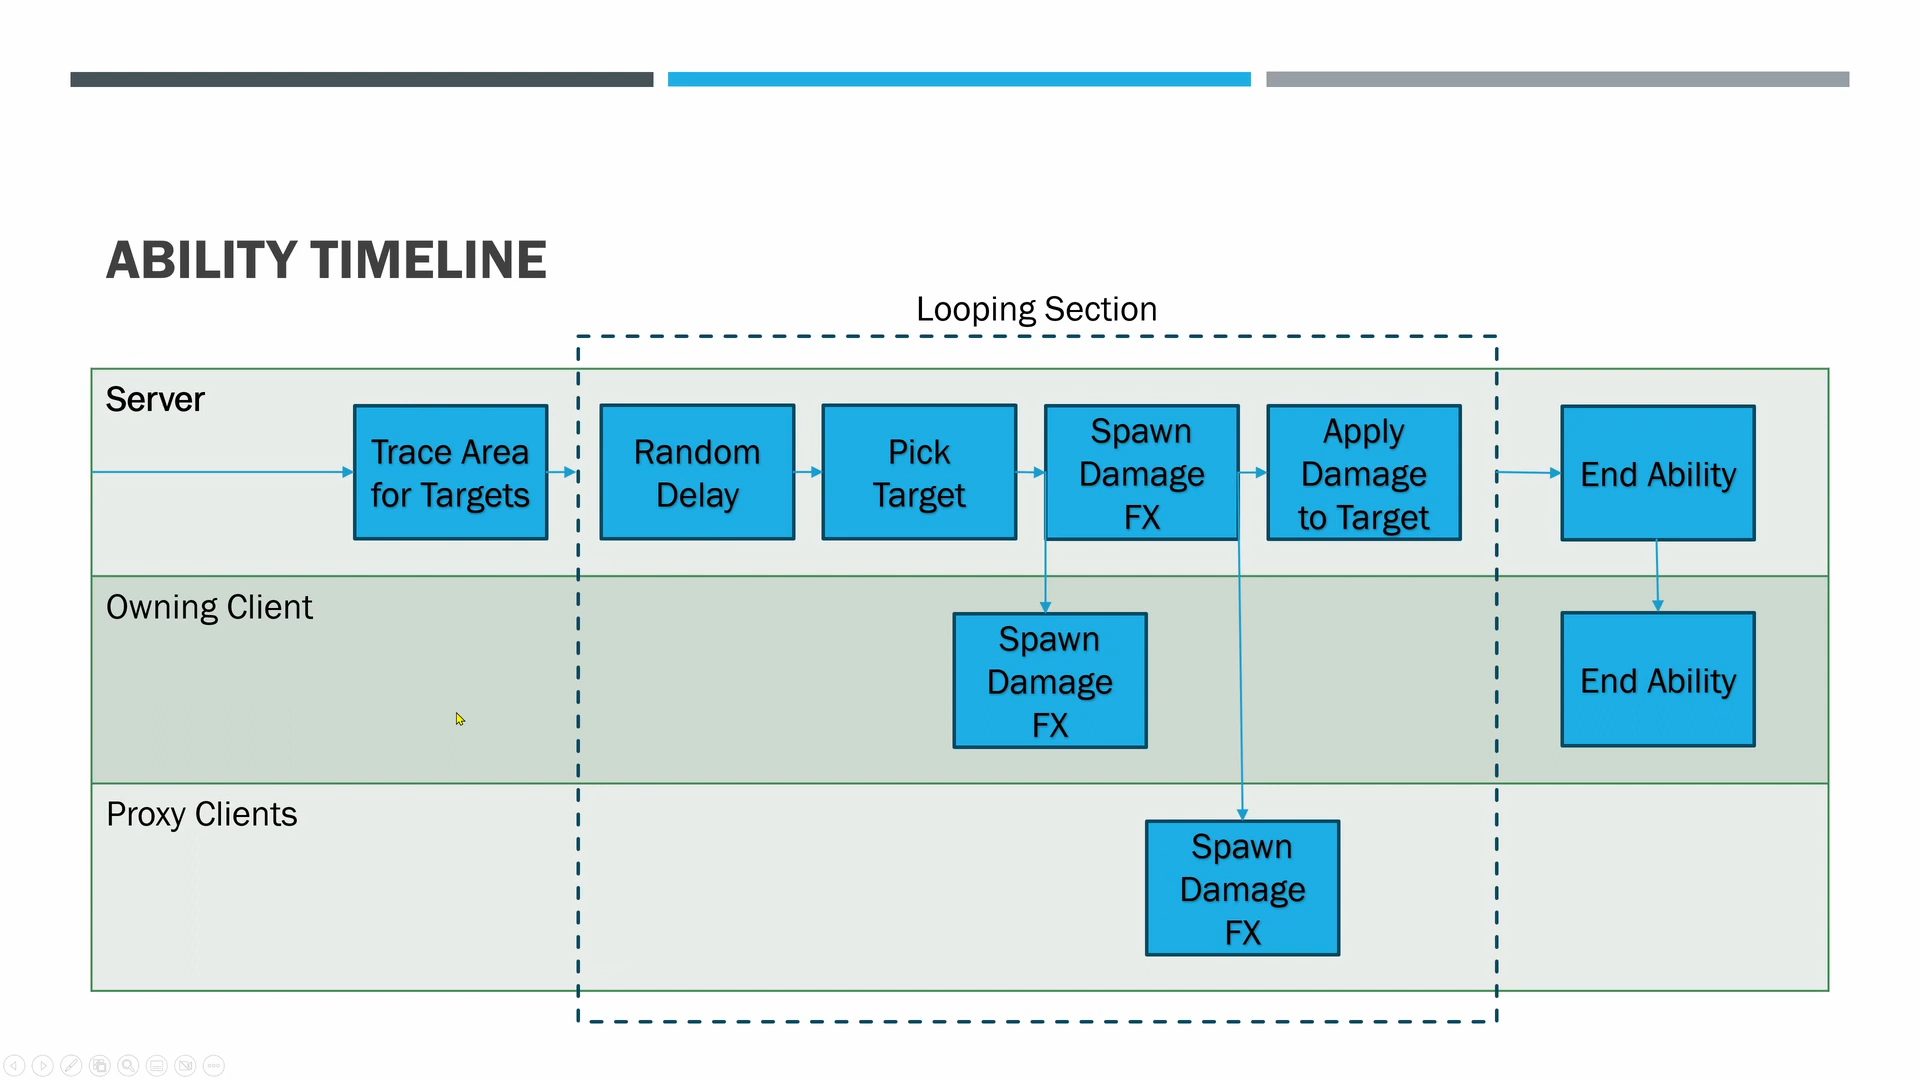 ABILITY TIMELINE
Looping Section
Server
Trace Area
for Targets
Random
Delay
Pick
Target
Spawn
Damage
FX
Apply
Damage
to Target
End Ability
Owning Client
Spawn
Damage
FX
End Ability
Proxy Clients
Spawn
Damage
FX